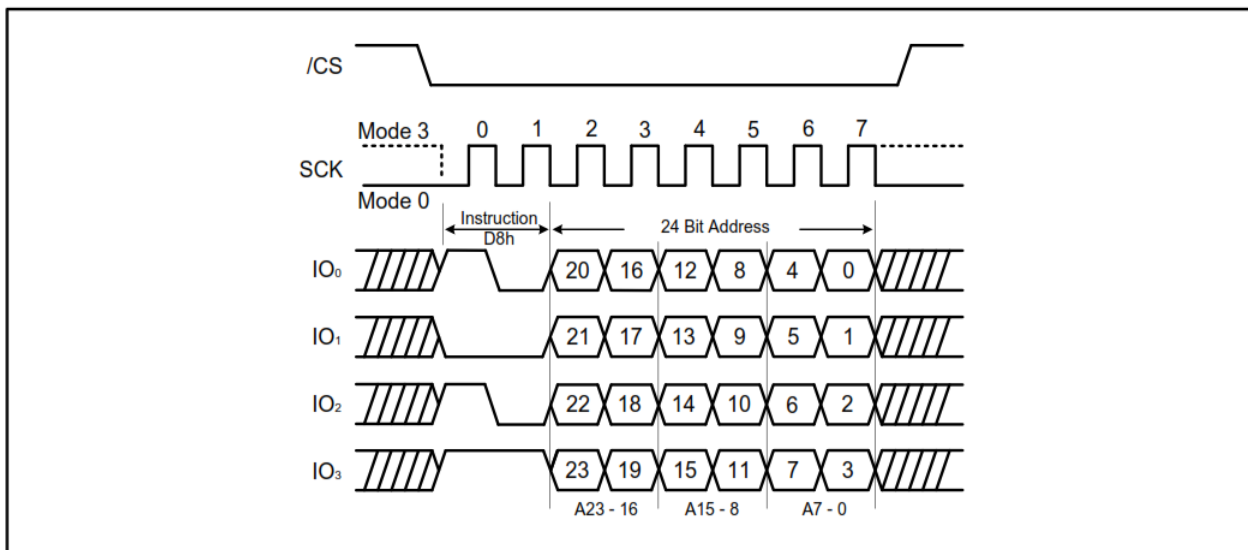 /CS
Mode 3
0 1 2 3 4 5 6 7
SCK
Mode 0
Instruction
D8h
24 Bit Address
IO₀ 20 16 12 8 4 0
IO₁ 21 17 13 9 5 1
IO₂ 22 18 14 10 6 2
IO₃ 23 19 15 11 7 3
A23 - 16 A15 - 8 A7 - 0